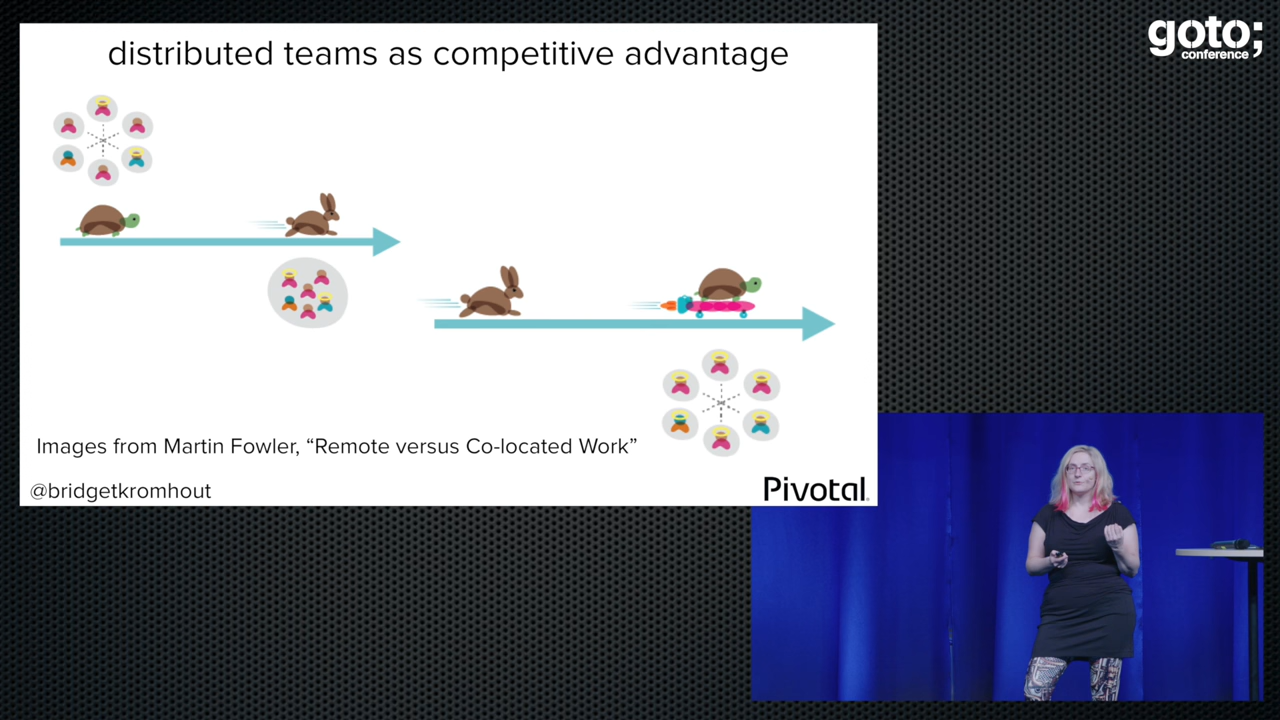 distributed teams as competitive advantage
Images from Martin Fowler, “Remote versus Co-located Work”
@bridgetkromhout
Pivotal.
goto;
conference